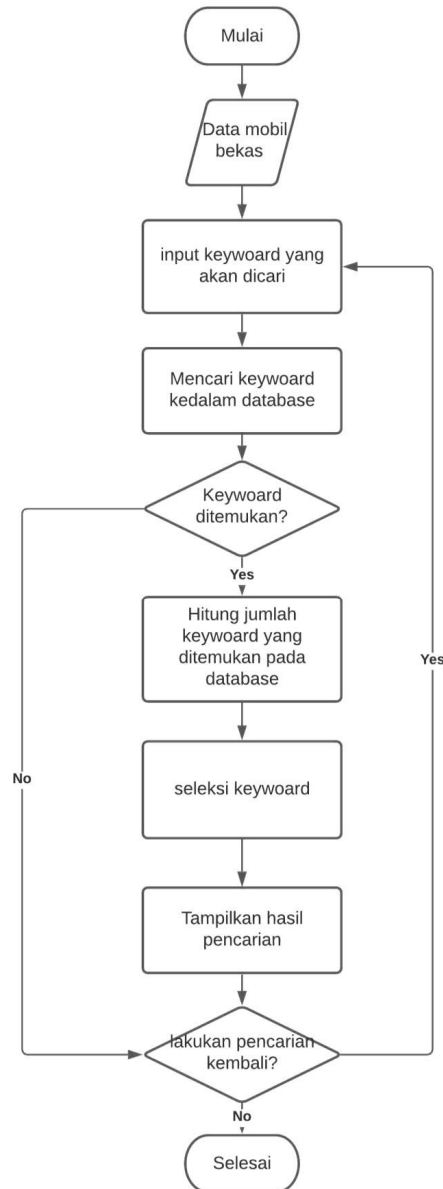 Mulai
Data mobil
bekas
input keywoard yang
akan dicari
Mencari keywoard
kedalam database
Keywoard
ditemukan?
Yes
Hitung jumlah
keywoard yang
ditemukan pada
database
Yes
seleksi keywoard
No
Tampilkan hasil
pencarian
lakukan pencarian
kembali?
No
Selesai